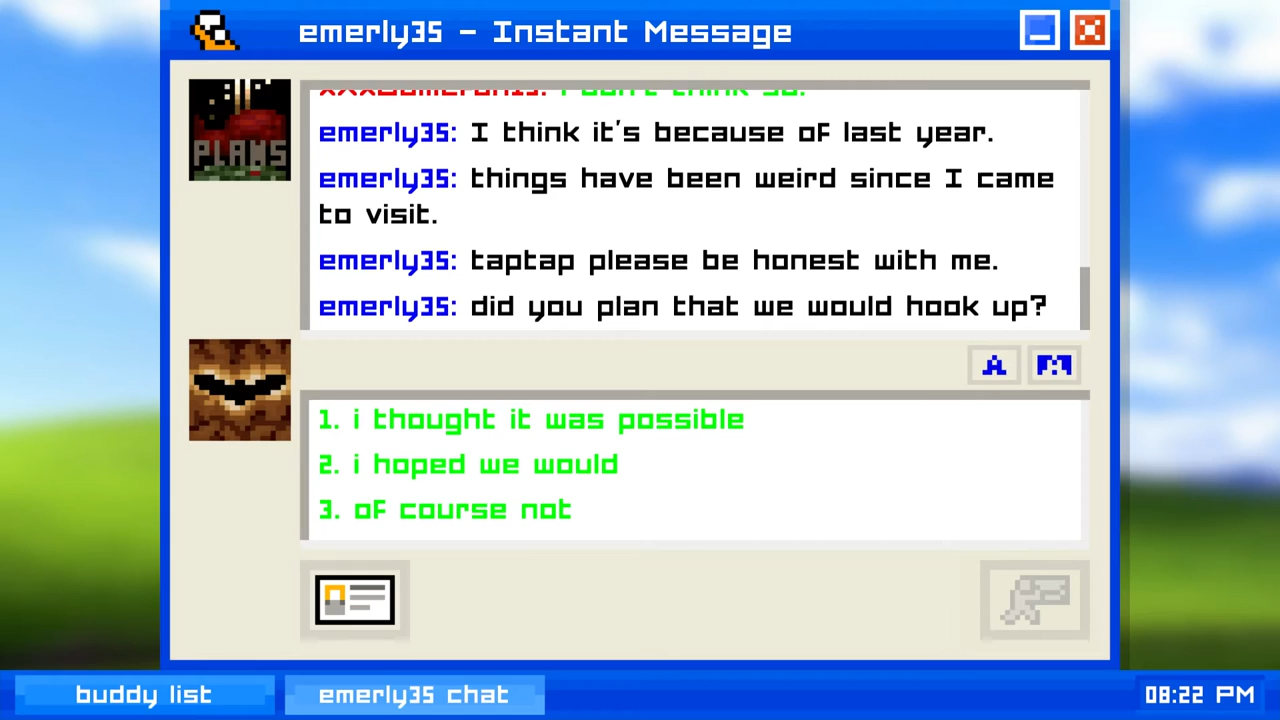 emerly35 - Instant Message
PLANS
emerly35: I think it's because of last year.
emerly35: things have been weird since I came
to visit.
emerly35: taptap please be honest with me.
emerly35: did you plan that we would hook up?
A
1. i thought it was possible
2. i hoped we would
3. of course not
buddy list
emerly35 chat
08:22 PM